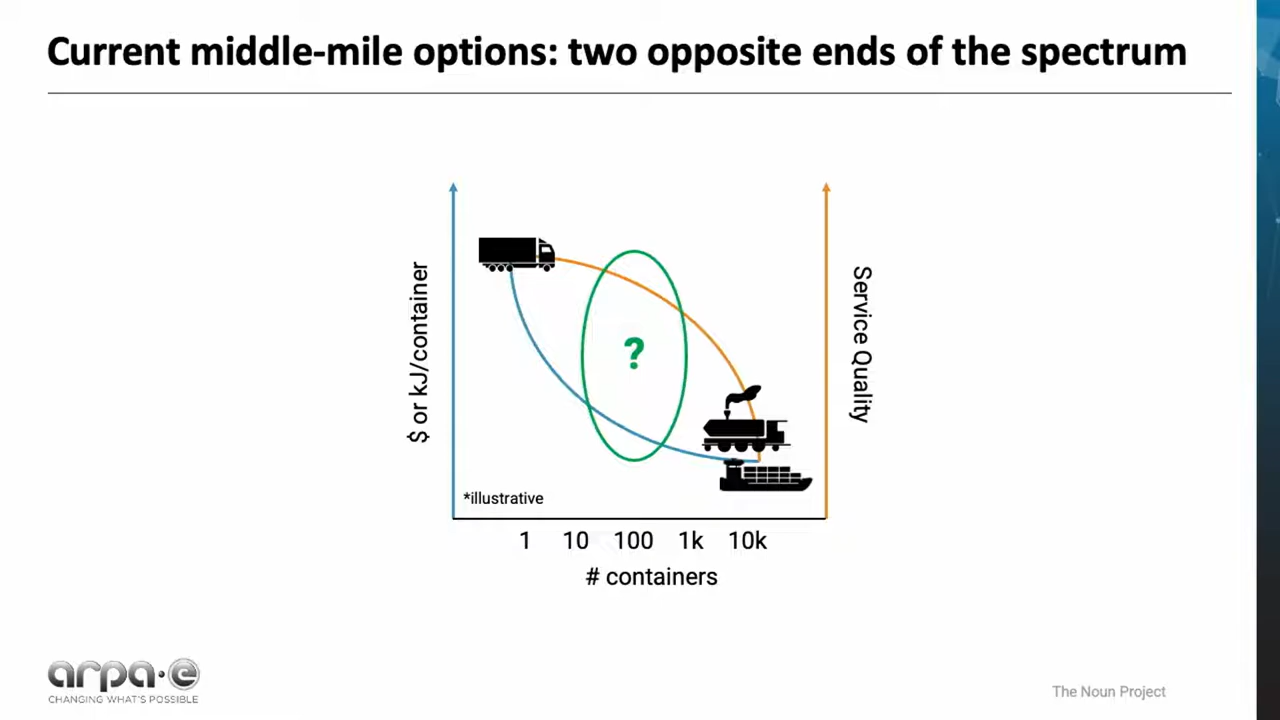 Current middle-mile options: two opposite ends of the spectrum
$ or kJ/container
Service Quality
?
*illustrative
1 10 100 1k 10k
# containers
arpa·e
CHANGING WHAT'S POSSIBLE
The Noun Project